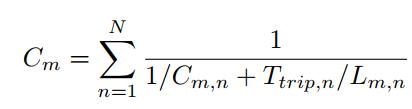 C_m = \sum_{n=1}^{N} \frac{1}{1/C_{m,n} + T_{trip,n}/L_{m,n}}